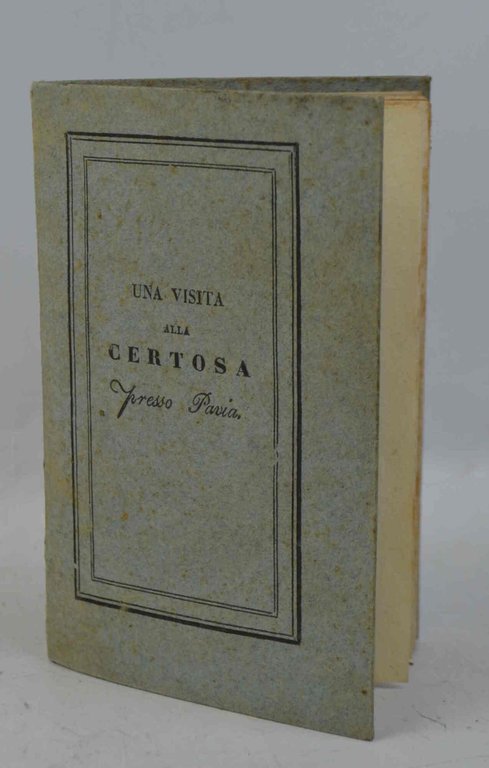 UNA VISITA
ALLA
CERTOSA
presso Pavia.